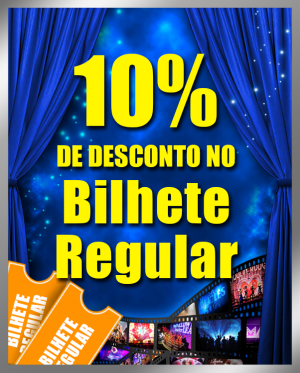 10%
DE DESCONTO NO
Bilhete
Regular
BILHETE
REGULAR
BILHETE
REGULAR